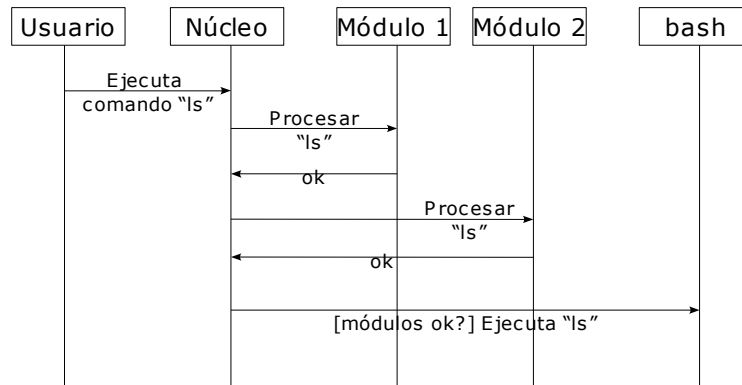 Usuario
Núcleo
Módulo 1
Módulo 2
bash
Ejecuta
comando “ls”
Procesar
“ls”
ok
Procesar
“ls”
ok
[módulos ok?] Ejecuta “ls”